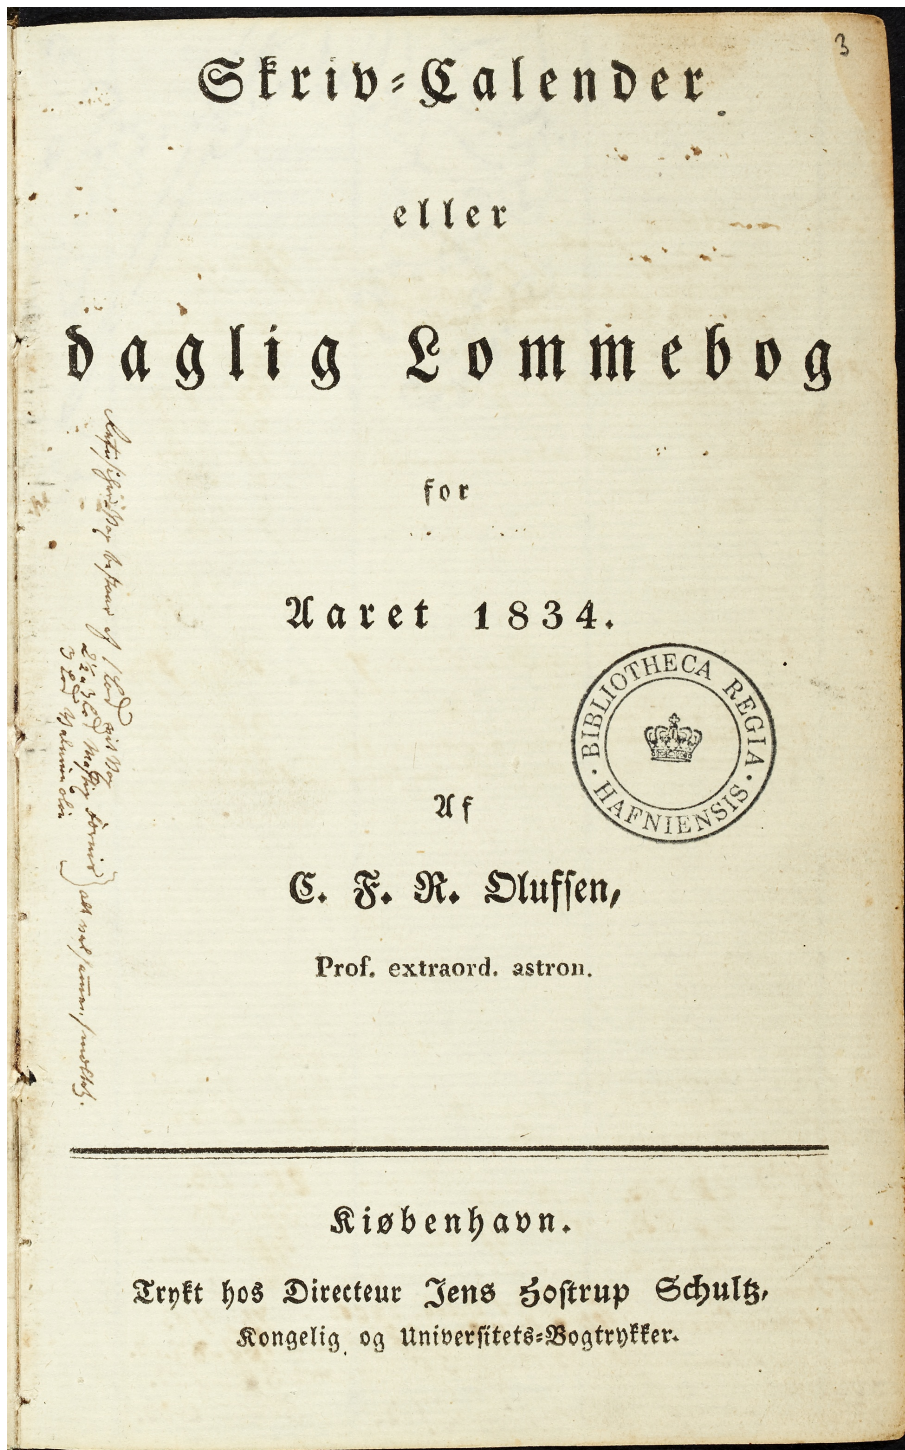 3
Skriv-Calender
eller
daglig Lommebog
for
Aaret 1834.
BIBLIOTHECA REGIA
HAFNIENSIS
Af
C. F. R. Olufsen,
Prof. extraord. astron.
Kiøbenhavn.
Trykt hos Directeur Jens Hostrup Schultz,
Kongelig og Universitets-Bogtrykker.